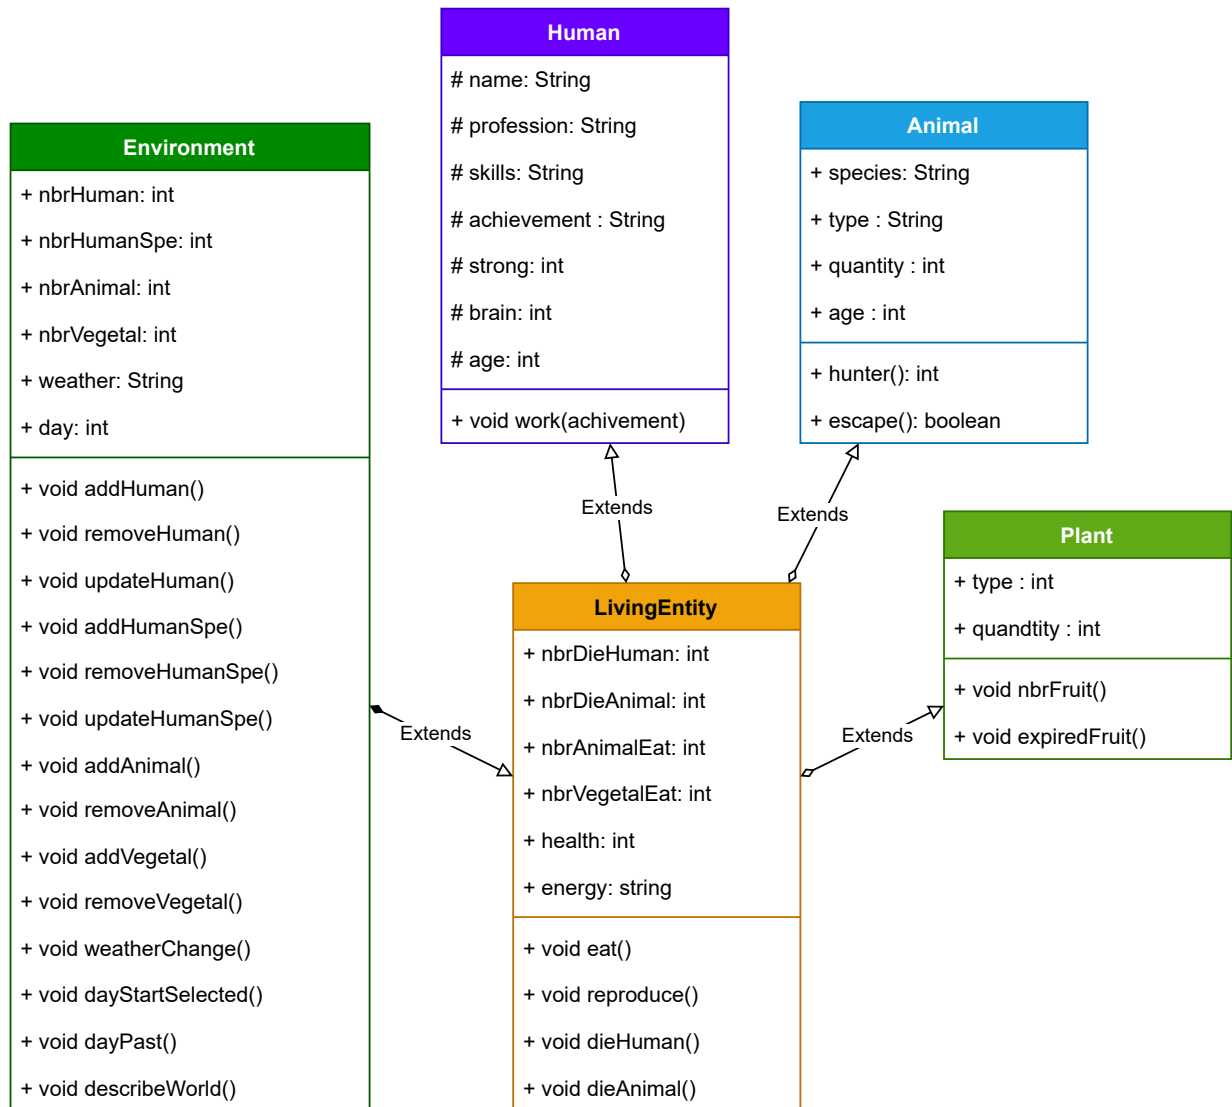 Human
# name: String
# profession: String
# skills: String
# achievement : String
# strong: int
# brain: int
# age: int
+ void work(achivement)
Animal
+ species: String
+ type : String
+ quantity : int
+ age : int
+ hunter(): int
+ escape(): boolean
Environment
+ nbrHuman: int
+ nbrHumanSpe: int
+ nbrAnimal: int
+ nbrVegetal: int
+ weather: String
+ day: int
+ void addHuman()
+ void removeHuman()
+ void updateHuman()
+ void addHumanSpe()
+ void removeHumanSpe()
+ void updateHumanSpe()
+ void addAnimal()
+ void removeAnimal()
+ void addVegetal()
+ void removeVegetal()
+ void weatherChange()
+ void dayStartSelected()
+ void dayPast()
+ void describeWorld()
Extends
Extends
Extends
Extends
LivingEntity
+ nbrDieHuman: int
+ nbrDieAnimal: int
+ nbrAnimalEat: int
+ nbrVegetalEat: int
+ health: int
+ energy: string
+ void eat()
+ void reproduce()
+ void dieHuman()
+ void dieAnimal()
Plant
+ type : int
+ quandtity : int
+ void nbrFruit()
+ void expiredFruit()